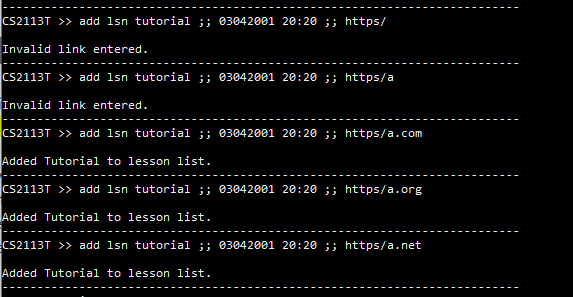 --------------------------------------------------------------------------
CS2113T >> add lsn tutorial ;; 03042001 20:20 ;; https/
Invalid link entered.
--------------------------------------------------------------------------
CS2113T >> add lsn tutorial ;; 03042001 20:20 ;; https/a
Invalid link entered.
--------------------------------------------------------------------------
CS2113T >> add lsn tutorial ;; 03042001 20:20 ;; https/a.com
Added Tutorial to lesson list.
--------------------------------------------------------------------------
CS2113T >> add lsn tutorial ;; 03042001 20:20 ;; https/a.org
Added Tutorial to lesson list.
--------------------------------------------------------------------------
CS2113T >> add lsn tutorial ;; 03042001 20:20 ;; https/a.net
Added Tutorial to lesson list.
--------------------------------------------------------------------------